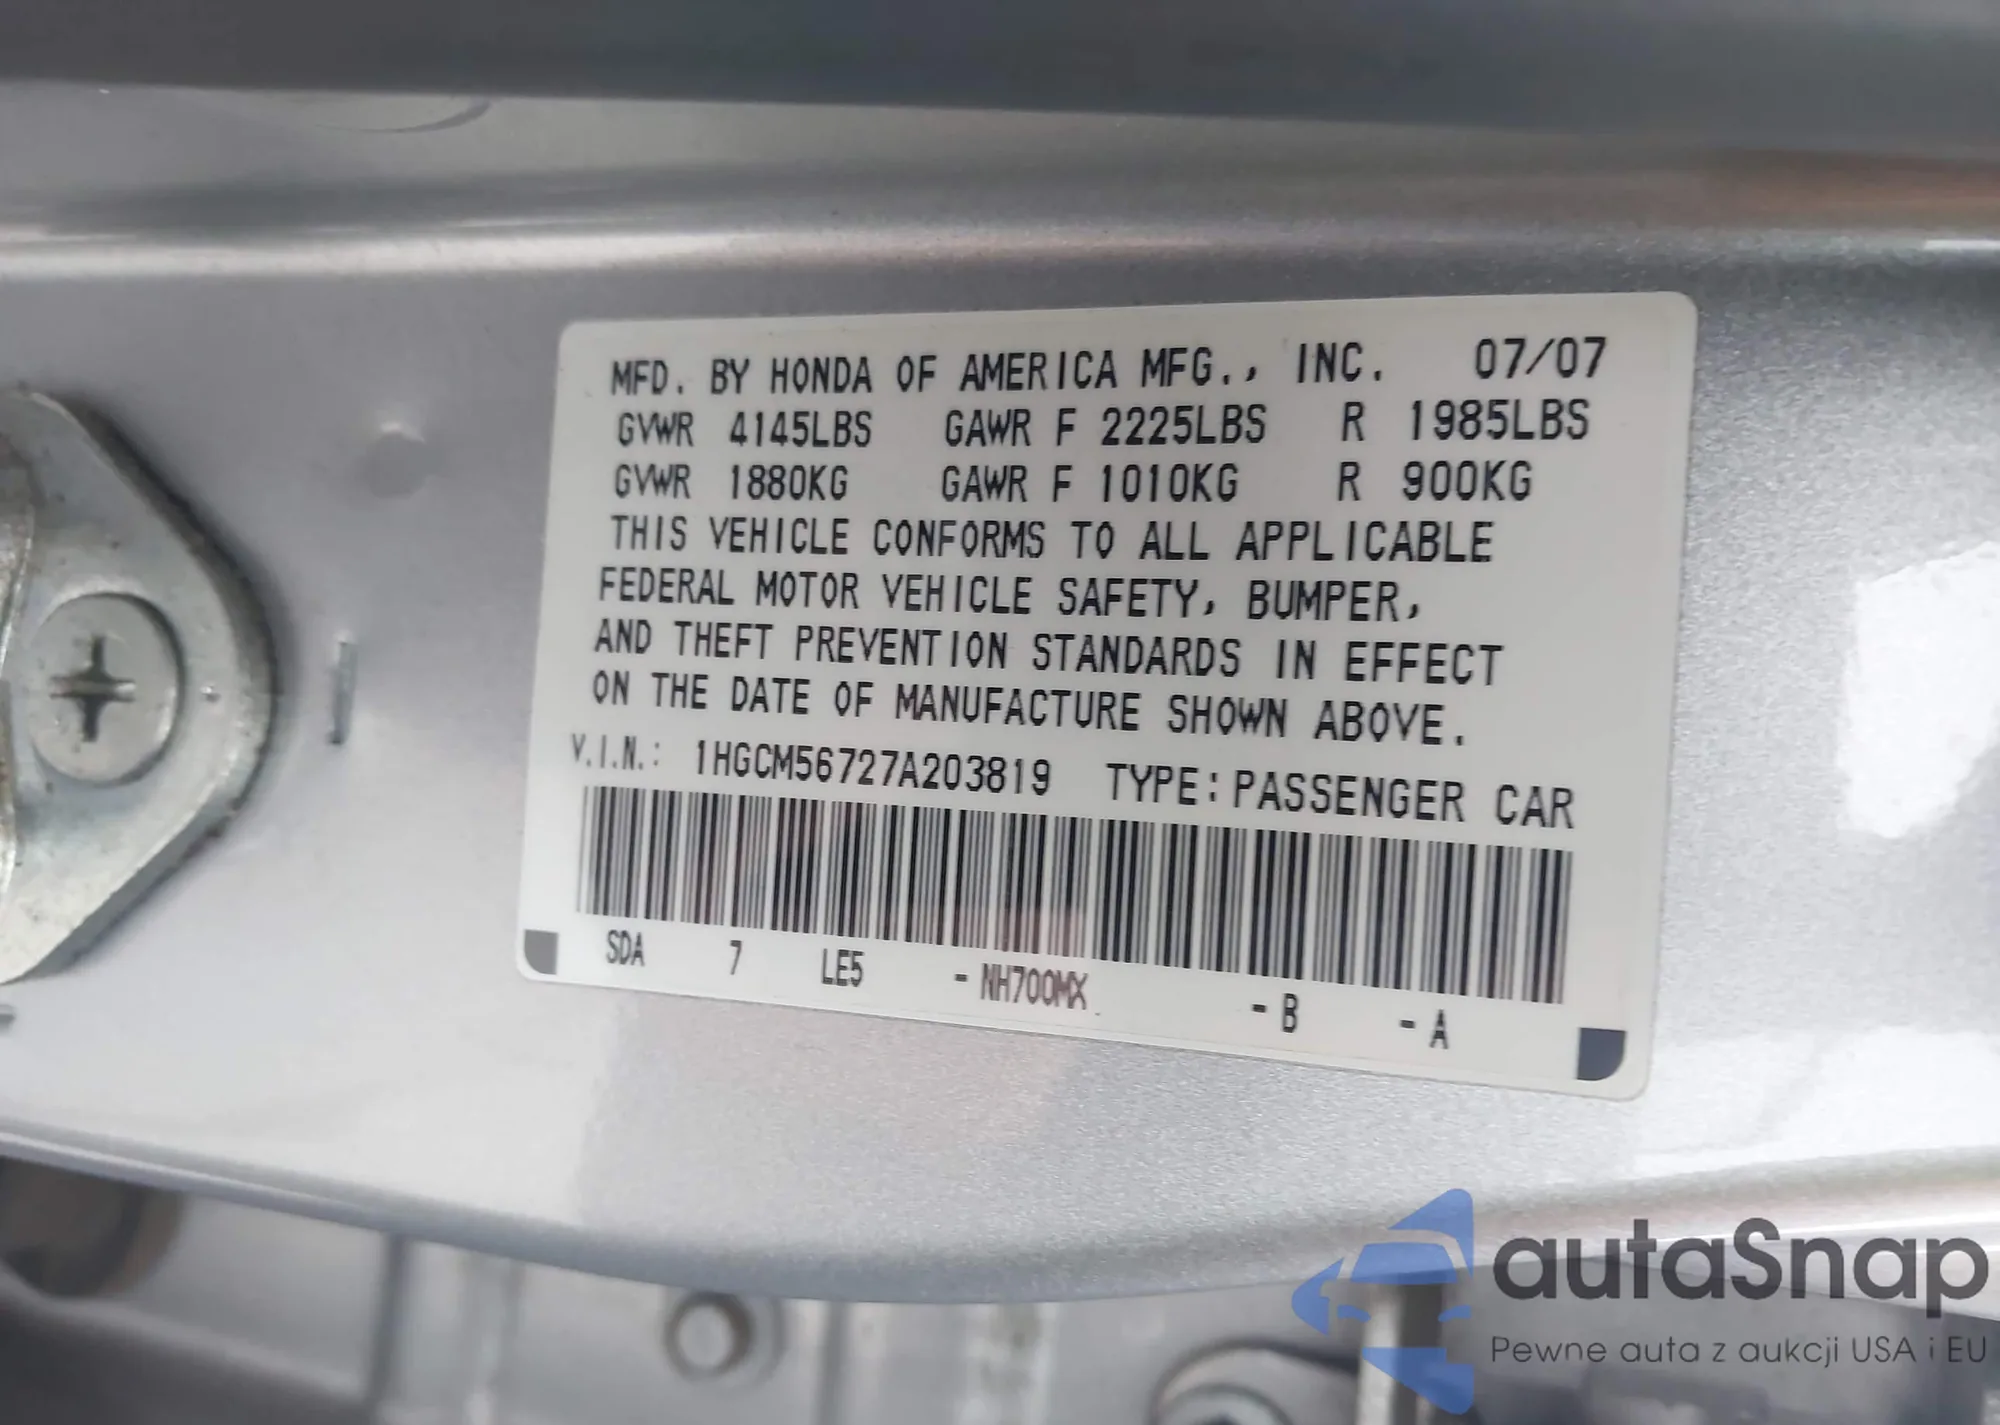 MFD. BY HONDA OF AMERICA MFG., INC. 07/07
GVWR 4145LBS GAWR F 2225LBS R 1985LBS
GVWR 1880KG GAWR F 1010KG R 900KG
THIS VEHICLE CONFORMS TO ALL APPLICABLE
FEDERAL MOTOR VEHICLE SAFETY, BUMPER,
AND THEFT PREVENTION STANDARDS IN EFFECT
ON THE DATE OF MANUFACTURE SHOWN ABOVE.
V.I.N.: 1HGCM56727A203819 TYPE: PASSENGER CAR
SDA 7 LE5 - NH700MX - B - A
autaSnap
Pewne auta z aukcji USA i EU